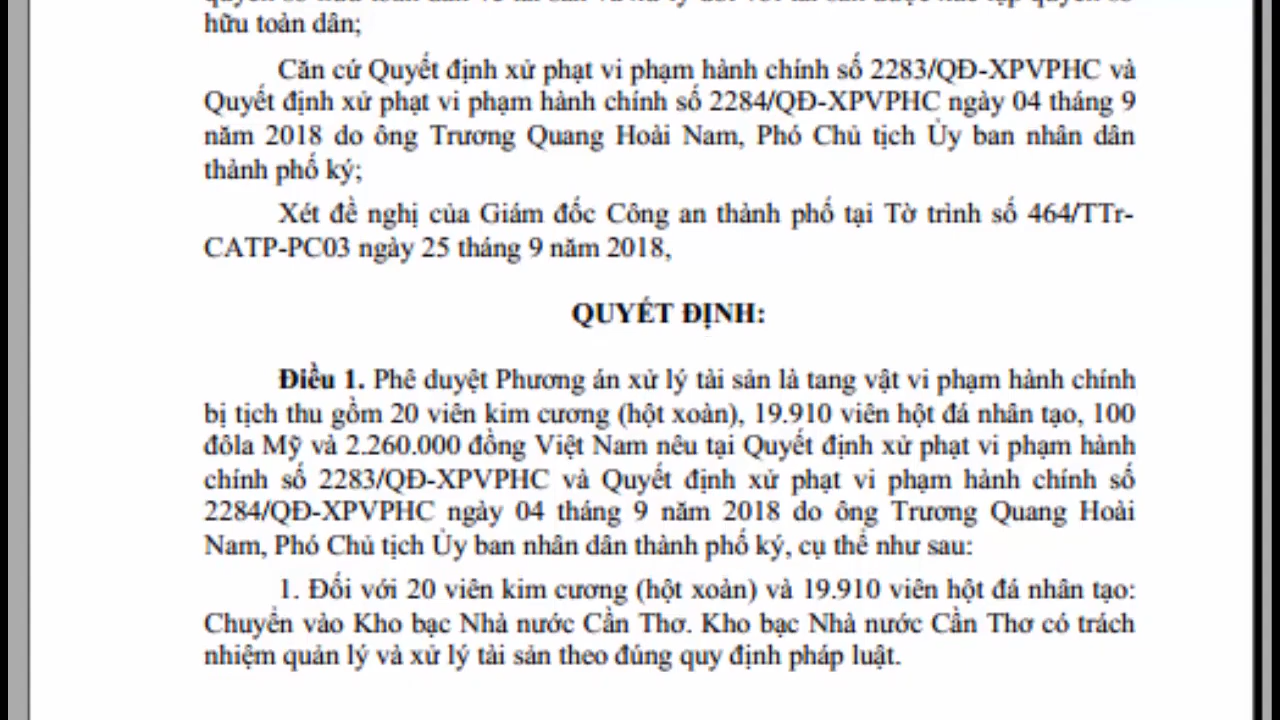 hữu toàn dân;
Căn cứ Quyết định xử phạt vi phạm hành chính số 2283/QĐ-XPVPHC và
Quyết định xử phạt vi phạm hành chính số 2284/QĐ-XPVPHC ngày 04 tháng 9
năm 2018 do ông Trương Quang Hoài Nam, Phó Chủ tịch Ủy ban nhân dân
thành phố ký;
Xét đề nghị của Giám đốc Công an thành phố tại Tờ trình số 464/TTr-
CATP-PC03 ngày 25 tháng 9 năm 2018,
QUYẾT ĐỊNH:
Điều 1. Phê duyệt Phương án xử lý tài sản là tang vật vi phạm hành chính
bị tịch thu gồm 20 viên kim cương (hột xoàn), 19.910 viên hột đá nhân tạo, 100
đôla Mỹ và 2.260.000 đồng Việt Nam nêu tại Quyết định xử phạt vi phạm hành
chính số 2283/QĐ-XPVPHC và Quyết định xử phạt vi phạm hành chính số
2284/QĐ-XPVPHC ngày 04 tháng 9 năm 2018 do ông Trương Quang Hoài
Nam, Phó Chủ tịch Ủy ban nhân dân thành phố ký, cụ thể như sau:
1. Đối với 20 viên kim cương (hột xoàn) và 19.910 viên hột đá nhân tạo:
Chuyển vào Kho bạc Nhà nước Cần Thơ. Kho bạc Nhà nước Cần Thơ có trách
nhiệm quản lý và xử lý tài sản theo đúng quy định pháp luật.